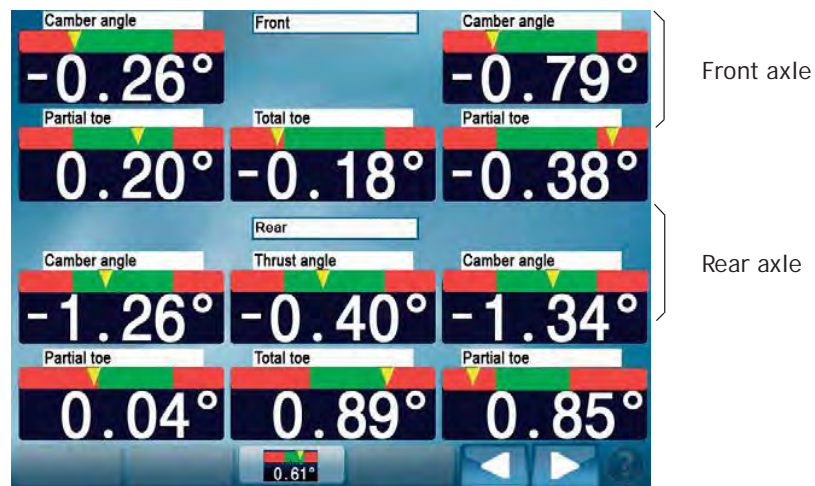 Camber angle Front Camber angle
-0.26° -0.79°
Front axle
Partial toe Total toe Partial toe
0.20° -0.18° -0.38°
Rear
Camber angle Thrust angle Camber angle
Rear axle
-1.26° -0.40° -1.34°
Partial toe Total toe Partial toe
0.04° 0.89° 0.85°
0.61°
?